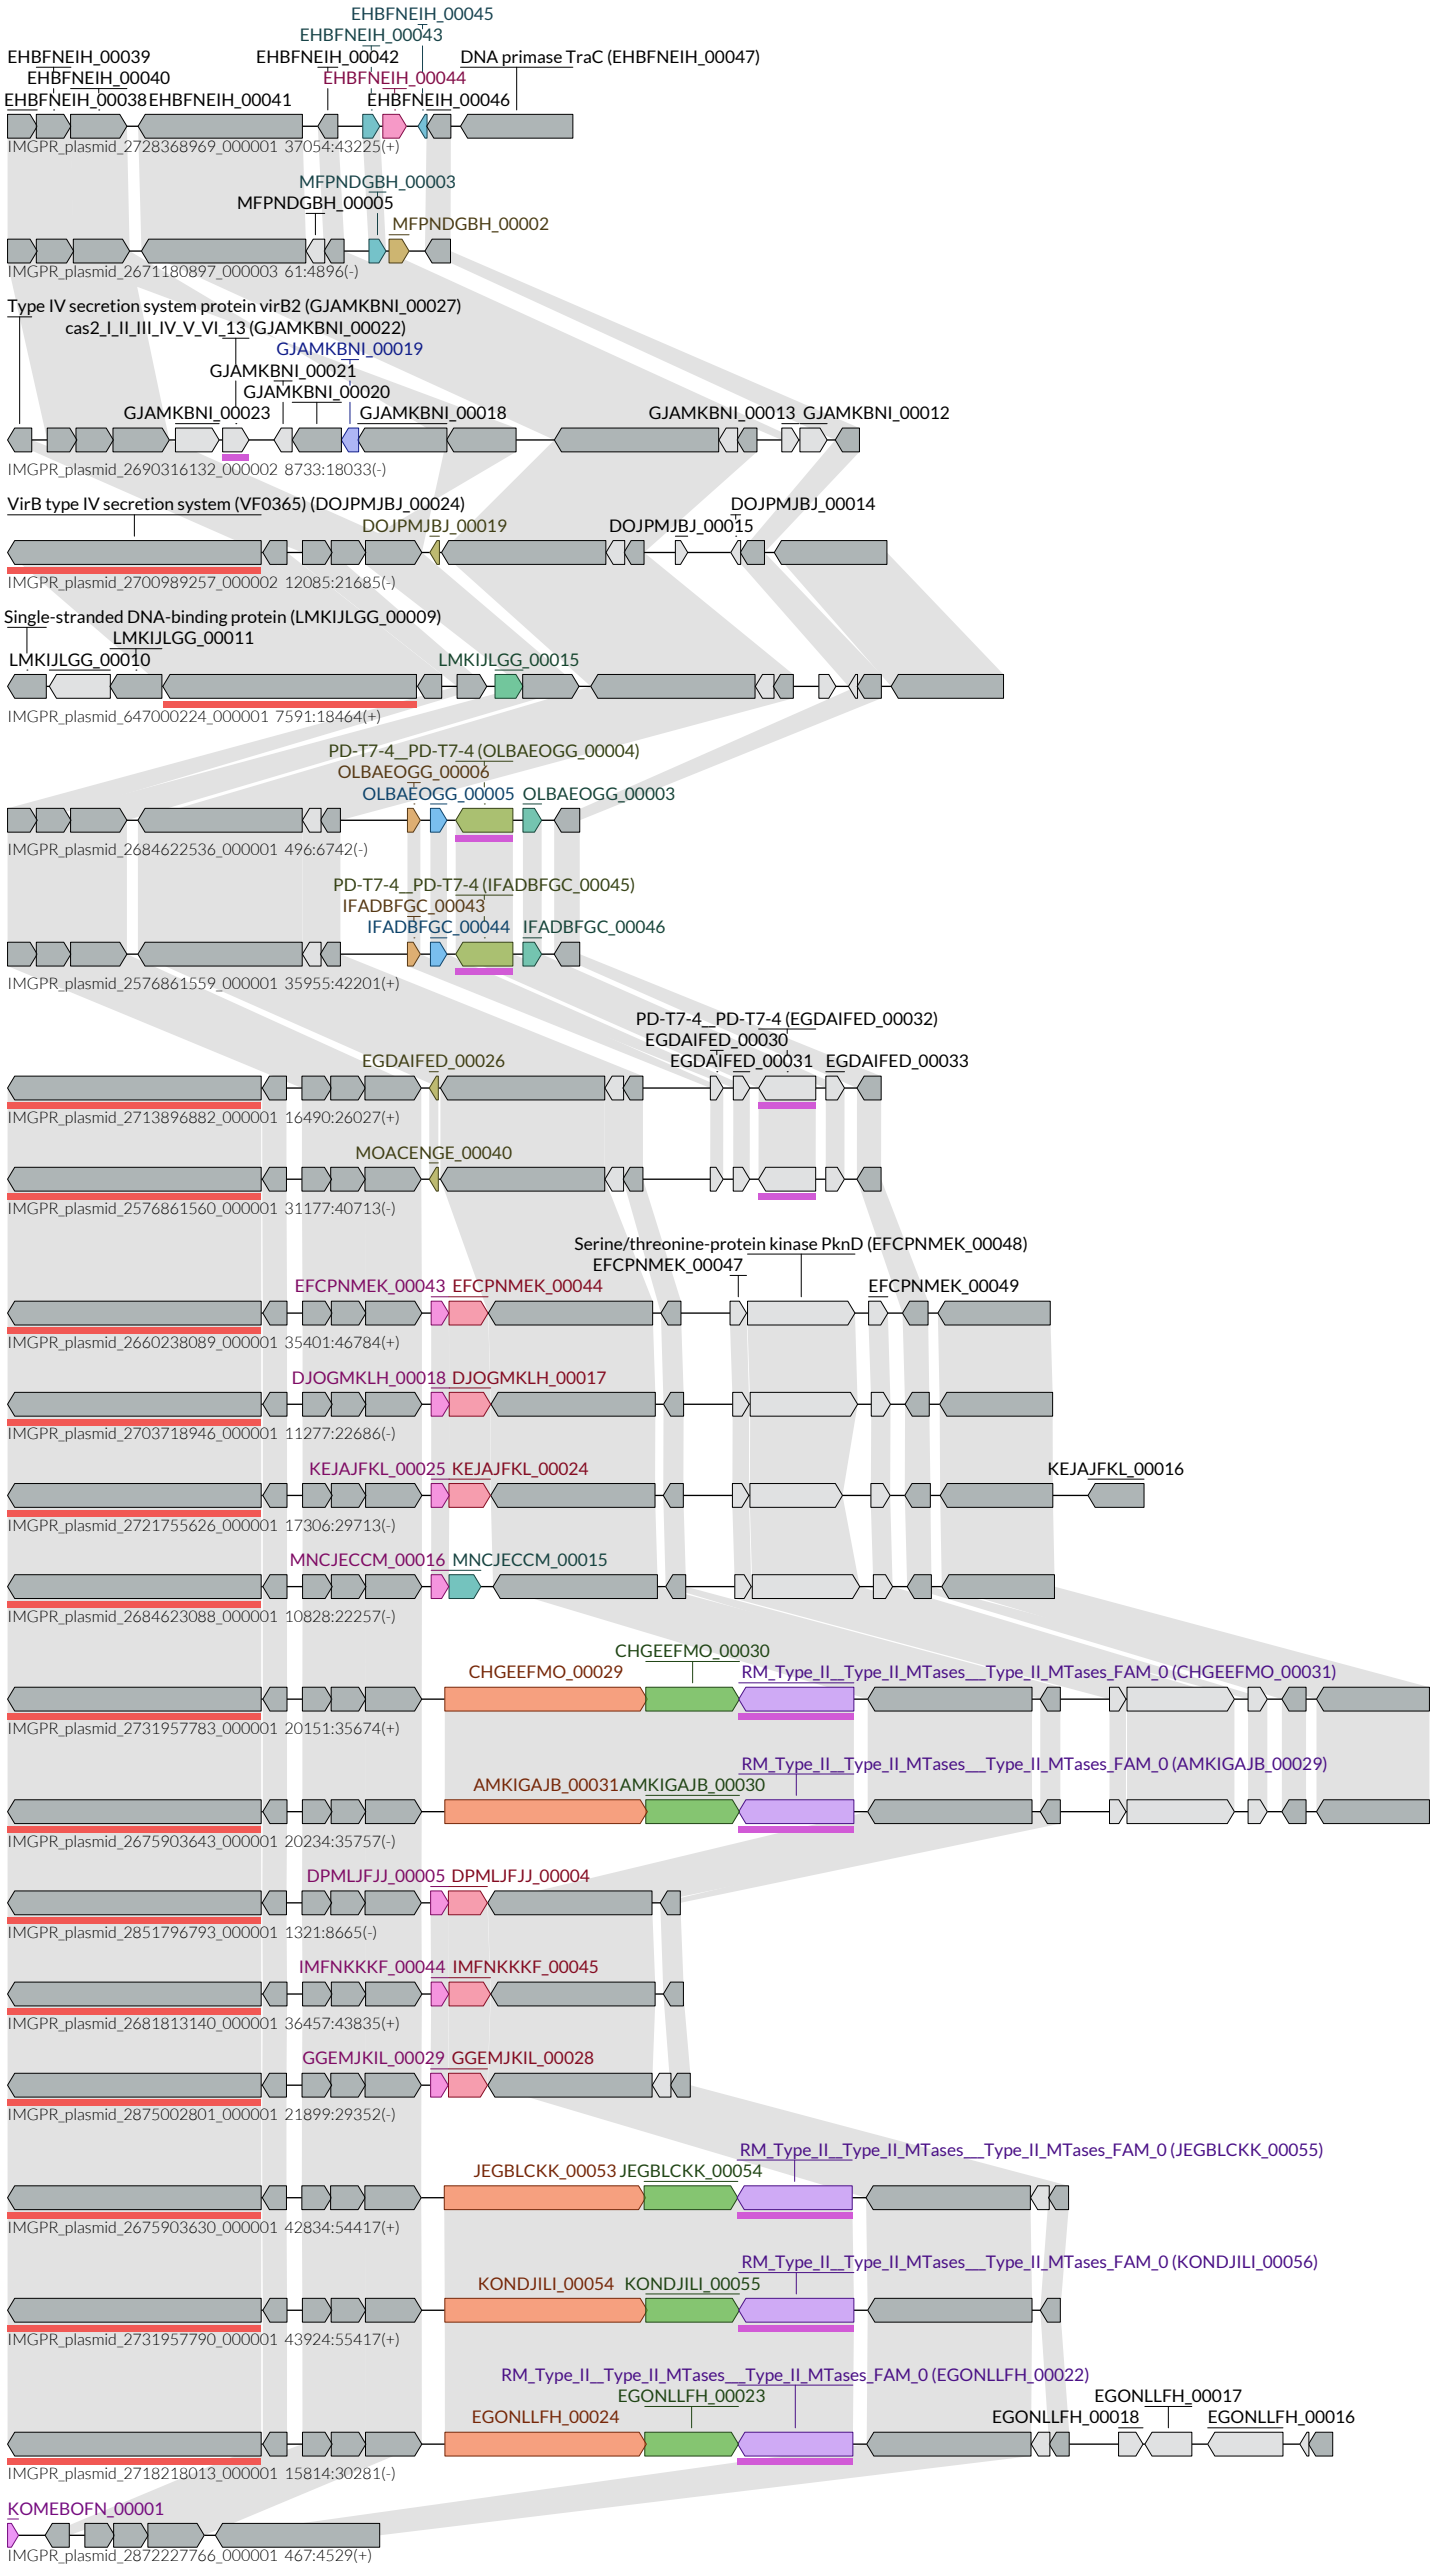 EHBFNEIH_00045
EHBFNEIH_00043
EHBFNEIH_00039 EHBFNEIH_00042 DNA primase TraC (EHBFNEIH_00047)
EHBFNEIH_00040 EHBFNEIH_00044
EHBFNEIH_00038 EHBFNEIH_00041 EHBFNEIH_00046
IMGPR_plasmid_2728368969_000001 37054:43225(+)
MFPNDGBH_00003
MFPNDGBH_00005
MFPNDGBH_00002
IMGPR_plasmid_2671180897_000003 61:4896(-)
Type IV secretion system protein virB2 (GJAMKBNI_00027)
cas2_I_II_III_IV_V_VI_13 (GJAMKBNI_00022)
GJAMKBNI_00019
GJAMKBNI_00021
GJAMKBNI_00020
GJAMKBNI_00023 GJAMKBNI_00018 GJAMKBNI_00013 GJAMKBNI_00012
IMGPR_plasmid_2690316132_000002 8733:18033(-)
VirB type IV secretion system (VF0365) (DOJPMJBJ_00024) DOJPMJBJ_00014
DOJPMJBJ_00019 DOJPMJBJ_00015
IMGPR_plasmid_2700989257_000002 12085:21685(-)
Single-stranded DNA-binding protein (LMKIJLGG_00009)
LMKIJLGG_00011
LMKIJLGG_00010 LMKIJLGG_00015
IMGPR_plasmid_647000224_000001 7591:18464(+)
PD-T7-4__PD-T7-4 (OLBAEOGG_00004)
OLBAEOGG_00006
OLBAEOGG_00005 OLBAEOGG_00003
IMGPR_plasmid_2684622536_000001 496:6742(-)
PD-T7-4__PD-T7-4 (IFADBFGC_00045)
IFADBFGC_00043
IFADBFGC_00044 IFADBFGC_00046
IMGPR_plasmid_2576861559_000001 35955:42201(+)
PD-T7-4__PD-T7-4 (EGDAIFED_00032)
EGDAIFED_00030
EGDAIFED_00026 EGDAIFED_00031 EGDAIFED_00033
IMGPR_plasmid_2713896882_000001 16490:26027(+)
MOACENGE_00040
IMGPR_plasmid_2576861560_000001 31177:40713(-)
Serine/threonine-protein kinase PknD (EFCPNMEK_00048)
EFCPNMEK_00047
EFCPNMEK_00043 EFCPNMEK_00044 EFCPNMEK_00049
IMGPR_plasmid_2660238089_000001 35401:46784(+)
DJOGMKLH_00018 DJOGMKLH_00017
IMGPR_plasmid_2703718946_000001 11277:22686(-)
KEJAJFKL_00025 KEJAJFKL_00024 KEJAJFKL_00016
IMGPR_plasmid_2721755626_000001 17306:29713(-)
MNCJECCM_00016 MNCJECCM_00015
IMGPR_plasmid_2684623088_000001 10828:22257(-)
CHGEEFMO_00030
CHGEEFMO_00029 RM_Type_II__Type_II_MTases___Type_II_MTases_FAM_0 (CHGEEFMO_00031)
IMGPR_plasmid_2731957783_000001 20151:35674(+)
RM_Type_II__Type_II_MTases___Type_II_MTases_FAM_0 (AMKIGAJB_00029)
AMKIGAJB_00031 AMKIGAJB_00030
IMGPR_plasmid_2675903643_000001 20234:35757(-)
DPMLJFJJ_00005 DPMLJFJJ_00004
IMGPR_plasmid_2851796793_000001 1321:8665(-)
IMFNKKKF_00044 IMFNKKKF_00045
IMGPR_plasmid_2681813140_000001 36457:43835(+)
GGEMJKIL_00029 GGEMJKIL_00028
IMGPR_plasmid_2875002801_000001 21899:29352(-)
RM_Type_II__Type_II_MTases___Type_II_MTases_FAM_0 (JEGBLCKK_00055)
JEGBLCKK_00053 JEGBLCKK_00054
IMGPR_plasmid_2675903630_000001 42834:54417(+)
RM_Type_II__Type_II_MTases___Type_II_MTases_FAM_0 (KONDJILI_00056)
KONDJILI_00054 KONDJILI_00055
IMGPR_plasmid_2731957790_000001 43924:55417(+)
RM_Type_II__Type_II_MTases___Type_II_MTases_FAM_0 (EGONLLFH_00022)
EGONLLFH_00023 EGONLLFH_00017
EGONLLFH_00024 EGONLLFH_00018 EGONLLFH_00016
IMGPR_plasmid_2718218013_000001 15814:30281(-)
KOMEBOFN_00001
IMGPR_plasmid_2872227766_000001 467:4529(+)